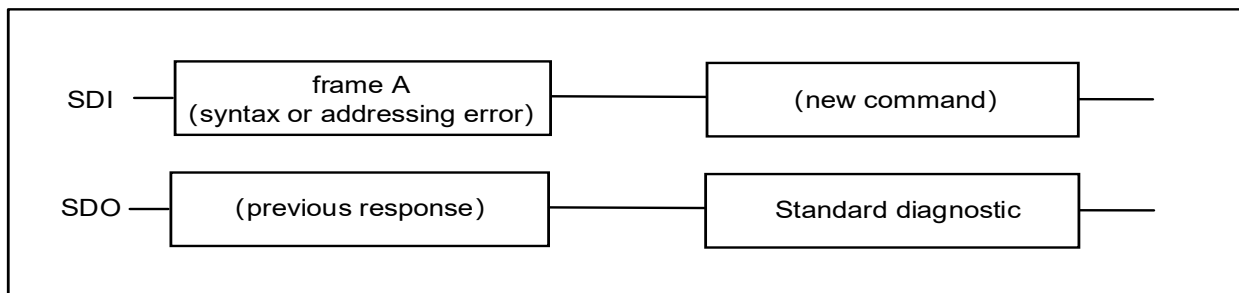 SDI
frame A
(syntax or addressing error)
(new command)
SDO
(previous response)
Standard diagnostic